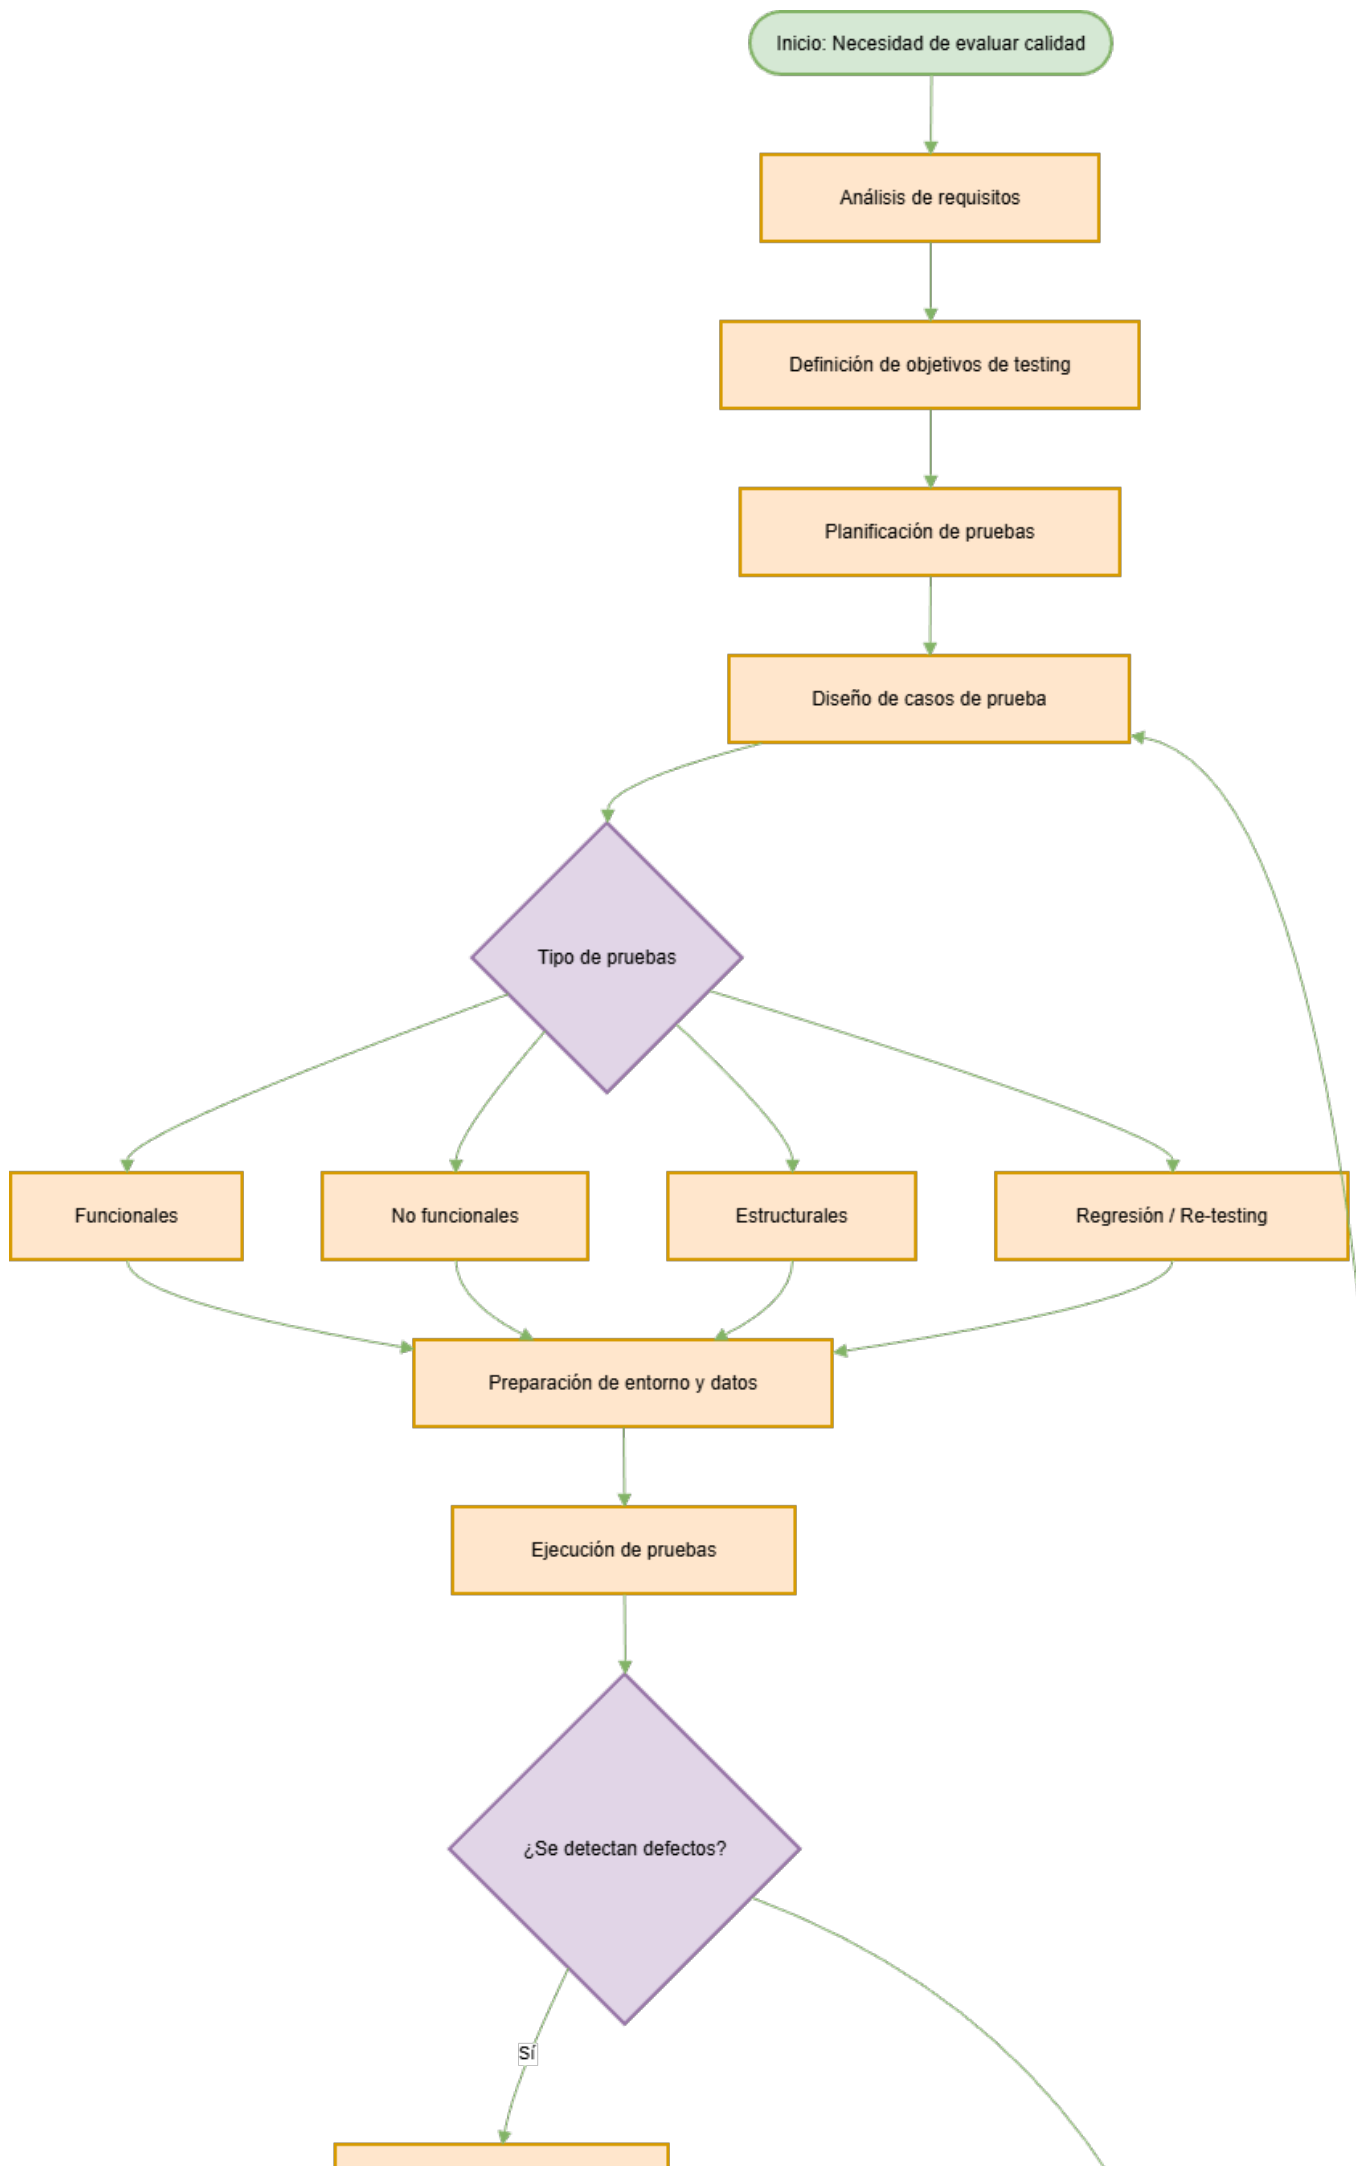 Inicio: Necesidad de evaluar calidad
Análisis de requisitos
Definición de objetivos de testing
Planificación de pruebas
Diseño de casos de prueba
Tipo de pruebas
Funcionales
No funcionales
Estructurales
Regresión / Re-testing
Preparación de entorno y datos
Ejecución de pruebas
¿Se detectan defectos?
Sí